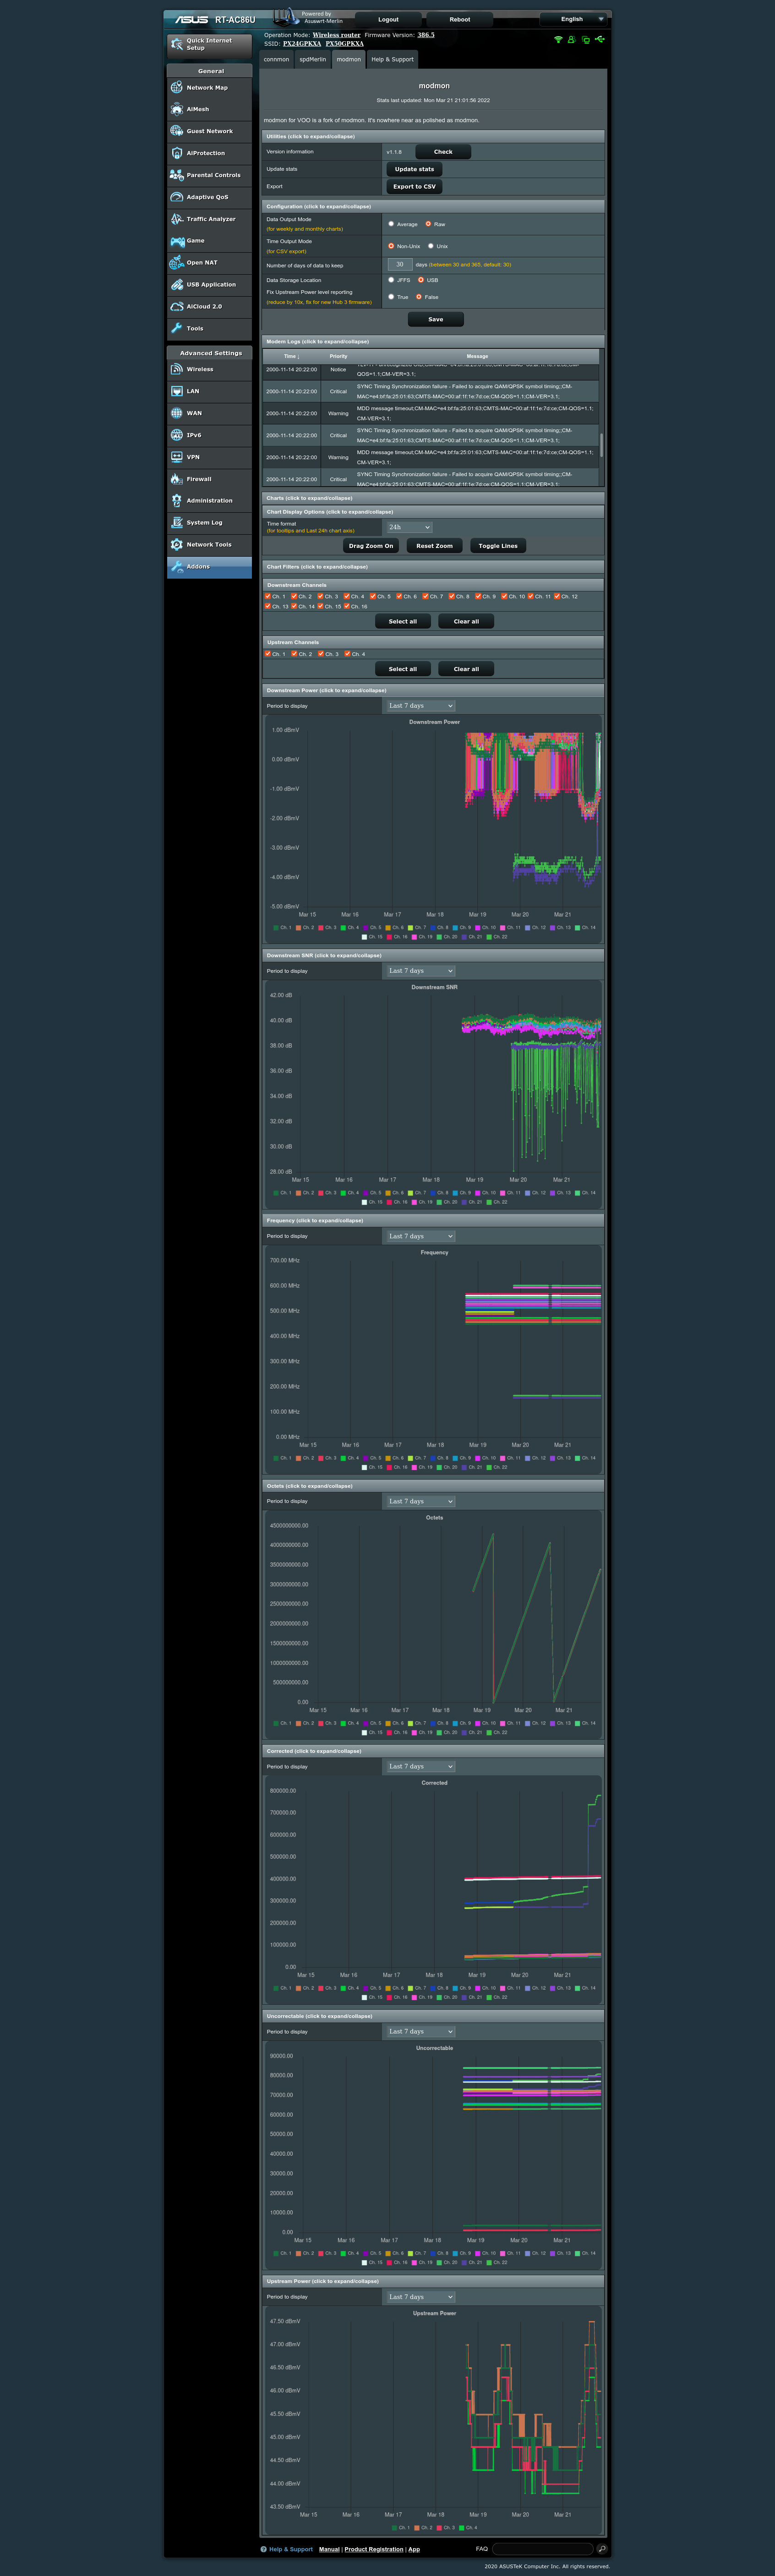 ASUS RT-AC86U
Powered by
Asuswrt-Merlin
Logout
Reboot
English
Quick Internet
Setup
General
Network Map
AiMesh
Guest Network
AiProtection
Parental Controls
Adaptive QoS
Traffic Analyzer
Game
Open NAT
USB Application
AiCloud 2.0
Tools
Advanced Settings
Wireless
LAN
WAN
IPv6
VPN
Firewall
Administration
System Log
Network Tools
Addons
Operation Mode: Wireless router Firmware Version: 386.5
SSID: PX24GPKXA PX50GPKXA
connmon spdMerlin modmon Help & Support
modmon
Stats last updated: Mon Mar 21 21:01:56 2022
modmon for VOO is a fork of modmon. It's nowhere near as polished as modmon.
Utilities (click to expand/collapse)
Version information v1.1.8 Check
Update stats Update stats
Export Export to CSV
Configuration (click to expand/collapse)
Data Output Mode
(for weekly and monthly charts)
Average Raw
Time Output Mode
(for CSV export)
Non-Unix Unix
Number of days of data to keep 30 days (between 30 and 365, default: 30)
Data Storage Location JFFS USB
Fix Upstream Power level reporting
(reduce by 10x, fix for new Hub 3 firmware)
True False
Save
Modem Logs (click to expand/collapse)
Time ↓ Priority Message
2000-11-14 20:22:00 Notice
QOS=1.1;CM-VER=3.1;
2000-11-14 20:22:00 Critical
SYNC Timing Synchronization failure - Failed to acquire QAM/QPSK symbol timing;;CM-
MAC=e4:bf:fa:25:01:63;CMTS-MAC=00:af:1f:1e:7d:ce;CM-QOS=1.1;CM-VER=3.1;
2000-11-14 20:22:00 Warning
MDD message timeout;CM-MAC=e4:bf:fa:25:01:63;CMTS-MAC=00:af:1f:1e:7d:ce;CM-QOS=1.1;
CM-VER=3.1;
2000-11-14 20:22:00 Critical
SYNC Timing Synchronization failure - Failed to acquire QAM/QPSK symbol timing;;CM-
MAC=e4:bf:fa:25:01:63;CMTS-MAC=00:af:1f:1e:7d:ce;CM-QOS=1.1;CM-VER=3.1;
2000-11-14 20:22:00 Warning
MDD message timeout;CM-MAC=e4:bf:fa:25:01:63;CMTS-MAC=00:af:1f:1e:7d:ce;CM-QOS=1.1;
CM-VER=3.1;
2000-11-14 20:22:00 Critical
SYNC Timing Synchronization failure - Failed to acquire QAM/QPSK symbol timing;;CM-
MAC=e4:bf:fa:25:01:63;CMTS-MAC=00:af:1f:1e:7d:ce;CM-QOS=1.1;CM-VER=3.1;
Charts (click to expand/collapse)
Chart Display Options (click to expand/collapse)
Time format
(for tooltips and Last 24h chart axis)
24h
Drag Zoom On Reset Zoom Toggle Lines
Chart Filters (click to expand/collapse)
Downstream Channels
Ch. 1 Ch. 2 Ch. 3 Ch. 4 Ch. 5 Ch. 6 Ch. 7 Ch. 8 Ch. 9 Ch. 10 Ch. 11 Ch. 12
Ch. 13 Ch. 14 Ch. 15 Ch. 16
Select all Clear all
Upstream Channels
Ch. 1 Ch. 2 Ch. 3 Ch. 4
Select all Clear all
Downstream Power (click to expand/collapse)
Period to display Last 7 days
Downstream Power
1.00 dBmV
0.00 dBmV
-1.00 dBmV
-2.00 dBmV
-3.00 dBmV
-4.00 dBmV
-5.00 dBmV
Mar 15 Mar 16 Mar 17 Mar 18 Mar 19 Mar 20 Mar 21
Ch. 1 Ch. 2 Ch. 3 Ch. 4 Ch. 5 Ch. 6 Ch. 7 Ch. 8 Ch. 9 Ch. 10 Ch. 11 Ch. 12 Ch. 13 Ch. 14
Ch. 15 Ch. 16 Ch. 19 Ch. 20 Ch. 21 Ch. 22
Downstream SNR (click to expand/collapse)
Period to display Last 7 days
Downstream SNR
42.00 dB
40.00 dB
38.00 dB
36.00 dB
34.00 dB
32.00 dB
30.00 dB
28.00 dB
Mar 15 Mar 16 Mar 17 Mar 18 Mar 19 Mar 20 Mar 21
Ch. 1 Ch. 2 Ch. 3 Ch. 4 Ch. 5 Ch. 6 Ch. 7 Ch. 8 Ch. 9 Ch. 10 Ch. 11 Ch. 12 Ch. 13 Ch. 14
Ch. 15 Ch. 16 Ch. 19 Ch. 20 Ch. 21 Ch. 22
Frequency (click to expand/collapse)
Period to display Last 7 days
Frequency
700.00 MHz
600.00 MHz
500.00 MHz
400.00 MHz
300.00 MHz
200.00 MHz
100.00 MHz
0.00 MHz
Mar 15 Mar 16 Mar 17 Mar 18 Mar 19 Mar 20 Mar 21
Ch. 1 Ch. 2 Ch. 3 Ch. 4 Ch. 5 Ch. 6 Ch. 7 Ch. 8 Ch. 9 Ch. 10 Ch. 11 Ch. 12 Ch. 13 Ch. 14
Ch. 15 Ch. 16 Ch. 19 Ch. 20 Ch. 21 Ch. 22
Octets (click to expand/collapse)
Period to display Last 7 days
Octets
4500000000.00
4000000000.00
3500000000.00
3000000000.00
2500000000.00
2000000000.00
1500000000.00
1000000000.00
500000000.00
0.00
Mar 15 Mar 16 Mar 17 Mar 18 Mar 19 Mar 20 Mar 21
Ch. 1 Ch. 2 Ch. 3 Ch. 4 Ch. 5 Ch. 6 Ch. 7 Ch. 8 Ch. 9 Ch. 10 Ch. 11 Ch. 12 Ch. 13 Ch. 14
Ch. 15 Ch. 16 Ch. 19 Ch. 20 Ch. 21 Ch. 22
Corrected (click to expand/collapse)
Period to display Last 7 days
Corrected
800000.00
700000.00
600000.00
500000.00
400000.00
300000.00
200000.00
100000.00
0.00
Mar 15 Mar 16 Mar 17 Mar 18 Mar 19 Mar 20 Mar 21
Ch. 1 Ch. 2 Ch. 3 Ch. 4 Ch. 5 Ch. 6 Ch. 7 Ch. 8 Ch. 9 Ch. 10 Ch. 11 Ch. 12 Ch. 13 Ch. 14
Ch. 15 Ch. 16 Ch. 19 Ch. 20 Ch. 21 Ch. 22
Uncorrectable (click to expand/collapse)
Period to display Last 7 days
Uncorrectable
90000.00
80000.00
70000.00
60000.00
50000.00
40000.00
30000.00
20000.00
10000.00
0.00
Mar 15 Mar 16 Mar 17 Mar 18 Mar 19 Mar 20 Mar 21
Ch. 1 Ch. 2 Ch. 3 Ch. 4 Ch. 5 Ch. 6 Ch. 7 Ch. 8 Ch. 9 Ch. 10 Ch. 11 Ch. 12 Ch. 13 Ch. 14
Ch. 15 Ch. 16 Ch. 19 Ch. 20 Ch. 21 Ch. 22
Upstream Power (click to expand/collapse)
Period to display Last 7 days
Upstream Power
47.50 dBmV
47.00 dBmV
46.50 dBmV
46.00 dBmV
45.50 dBmV
45.00 dBmV
44.50 dBmV
44.00 dBmV
43.50 dBmV
Mar 15 Mar 16 Mar 17 Mar 18 Mar 19 Mar 20 Mar 21
Ch. 1 Ch. 2 Ch. 3 Ch. 4
Help & Support Manual | Product Registration | App FAQ
2020 ASUSTeK Computer Inc. All rights reserved.